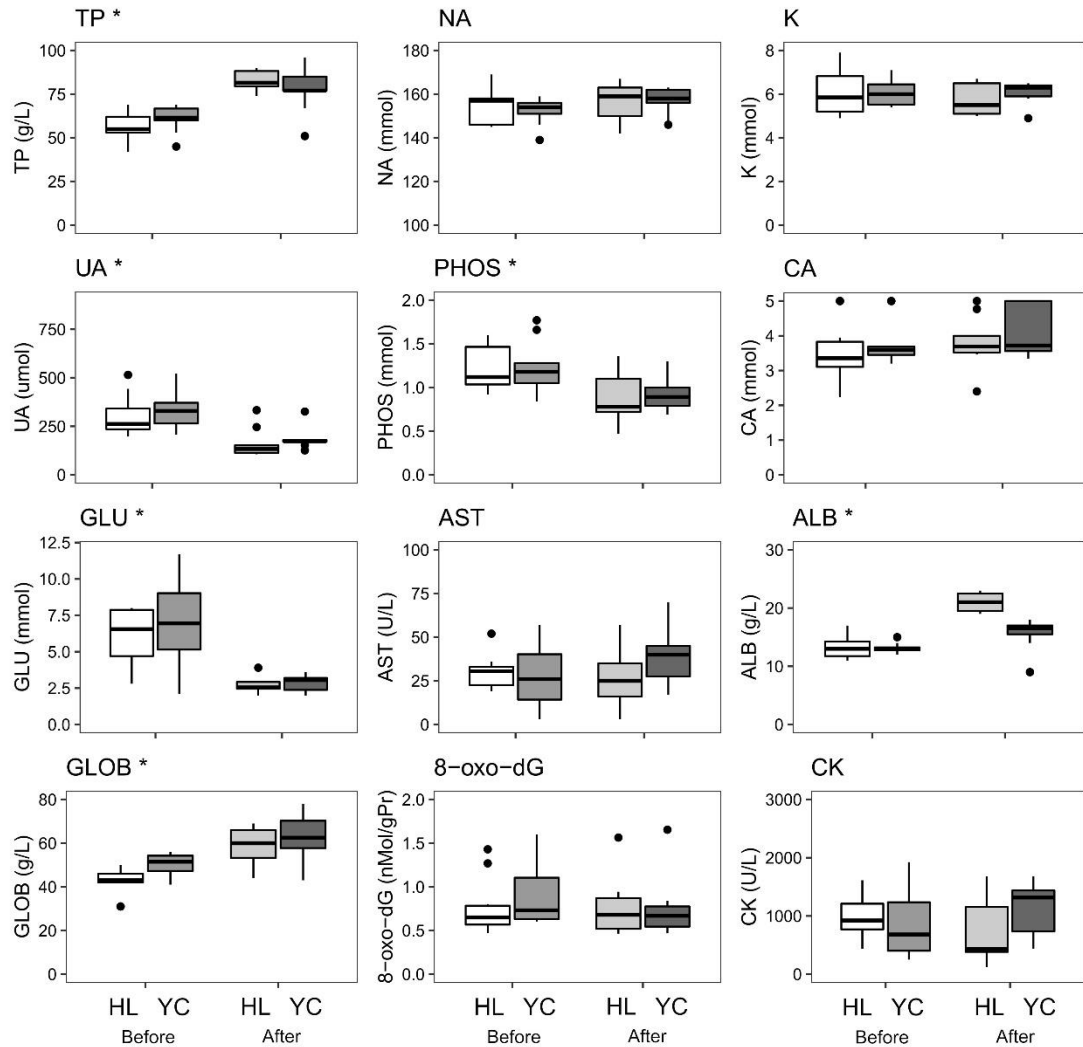 TP *
NA
K
TP (g/L)
100
75
50
25
0
NA (mmol)
200
180
160
140
120
100
K (mmol)
8
6
4
2
0
UA *
PHOS *
CA
UA (umol)
750
500
250
0
PHOS (mmol)
2.0
1.5
1.0
0.5
0.0
CA (mmol)
5
4
3
2
1
0
GLU *
AST
ALB *
GLU (mmol)
12.5
10.0
7.5
5.0
2.5
0.0
AST (U/L)
100
75
50
25
0
ALB (g/L)
30
20
10
0
GLOB *
8−oxo−dG
CK
GLOB (g/L)
80
60
40
20
0
8−oxo−dG (nMol/gPr)
2.0
1.5
1.0
0.5
0.0
CK (U/L)
3000
2000
1000
0
HL YC HL YC
Before After
HL YC HL YC
Before After
HL YC HL YC
Before After